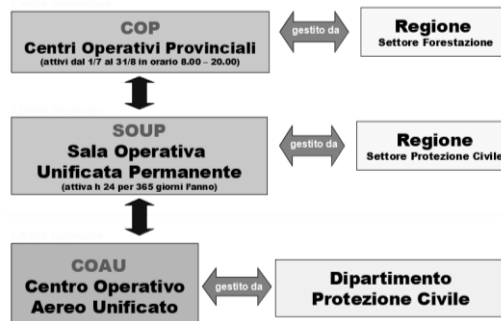 COP
Centri Operativi Provinciali
(attivi dal 1/7 al 31/8 in orario 8.00 – 20.00)
gestito da
Regione
Settore Forestazione
SOUP
Sala Operativa
Unificata Permanente
(attiva h 24 per 365 giorni l'anno)
gestito da
Regione
Settore Protezione Civile
COAU
Centro Operativo
Aereo Unificato
gestito da
Dipartimento
Protezione Civile